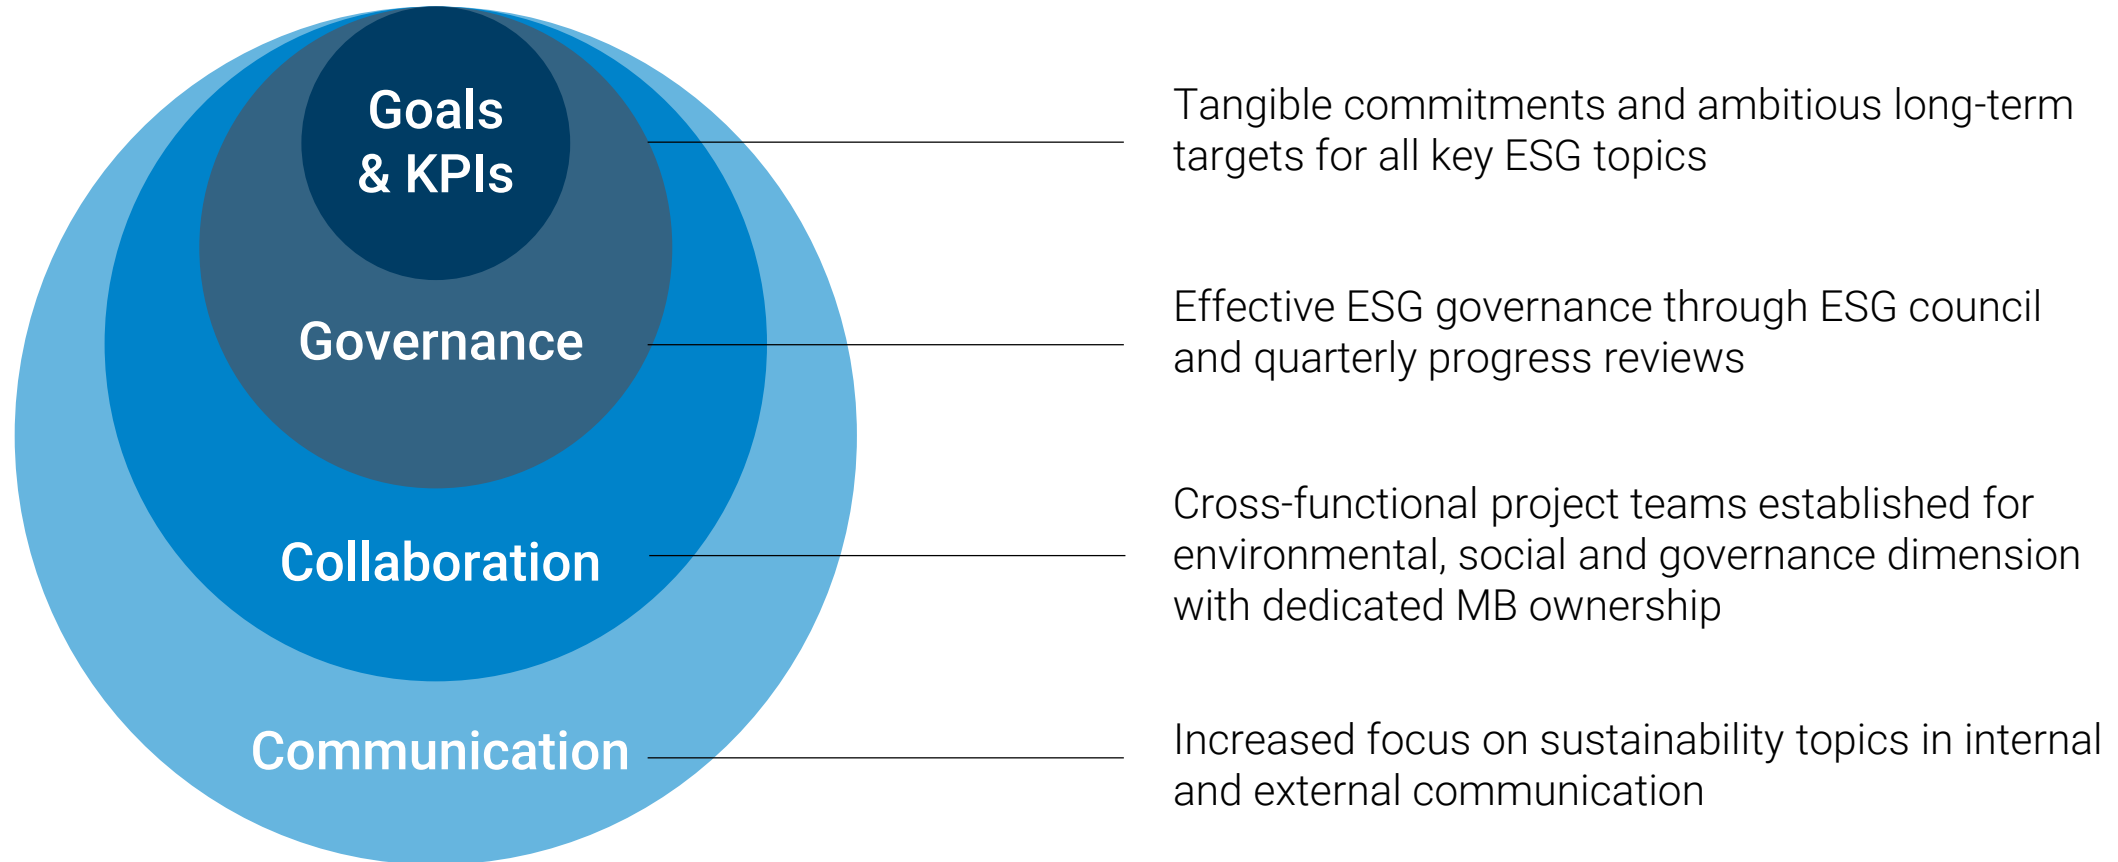 Goals
& KPIs
Tangible commitments and ambitious long-term
targets for all key ESG topics
Governance
Effective ESG governance through ESG council
and quarterly progress reviews
Collaboration
Cross-functional project teams established for
environmental, social and governance dimension
with dedicated MB ownership
Communication
Increased focus on sustainability topics in internal
and external communication